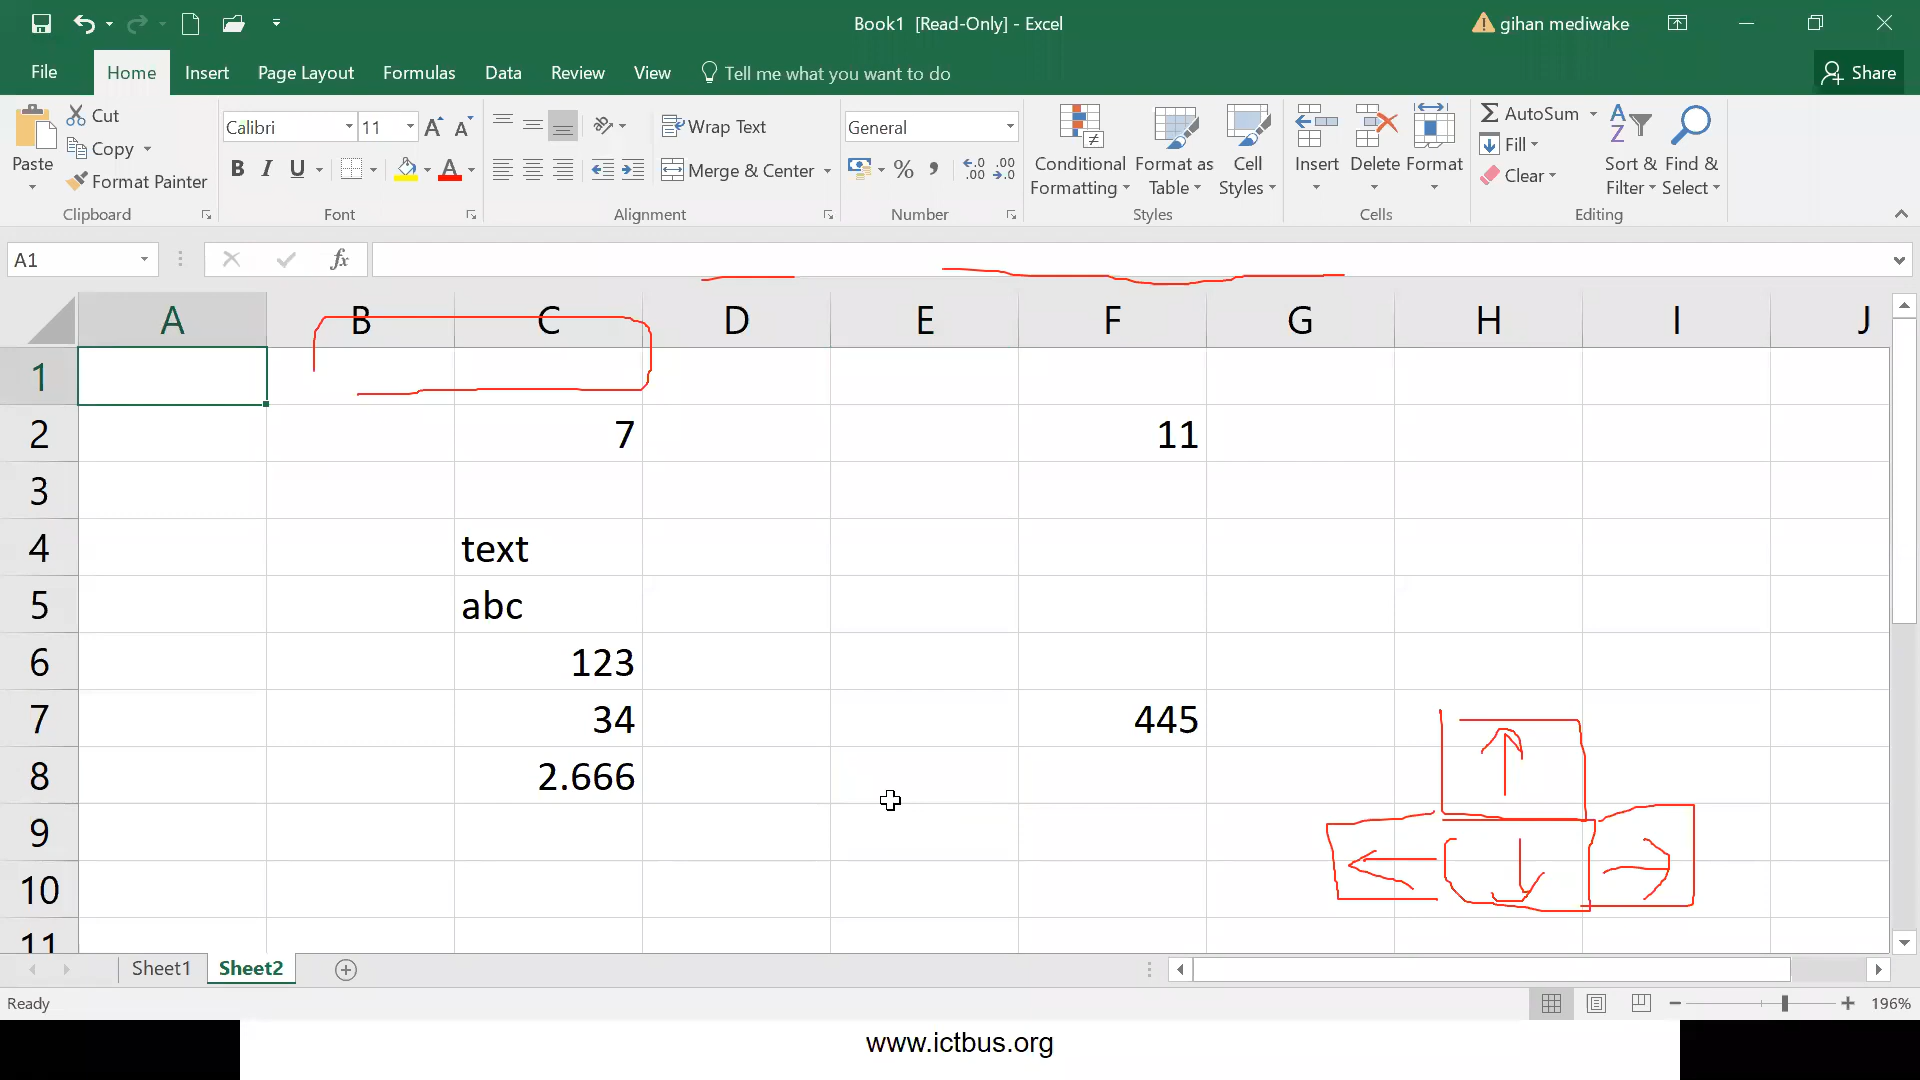 Book1 [Read-Only] - Excel
gihan mediwake
File Home Insert Page Layout Formulas Data Review View Tell me what you want to do Share
Paste
Cut
Copy
Format Painter
Clipboard
Calibri 11
B I U A
Font
Wrap Text
Merge & Center
Alignment
General
% , .00 .00
Number
Conditional Formatting
Format as Table
Cell Styles
Styles
Insert Delete Format
Cells
AutoSum
Fill
Clear
Sort & Filter
Find & Select
Editing
A1 fx
A B C D E F G H I J
1
2 7 11
3
4 text
5 abc
6 123
7 34 445
8 2.666
9
10
11
Sheet1 Sheet2
Ready 196%
www.ictbus.org